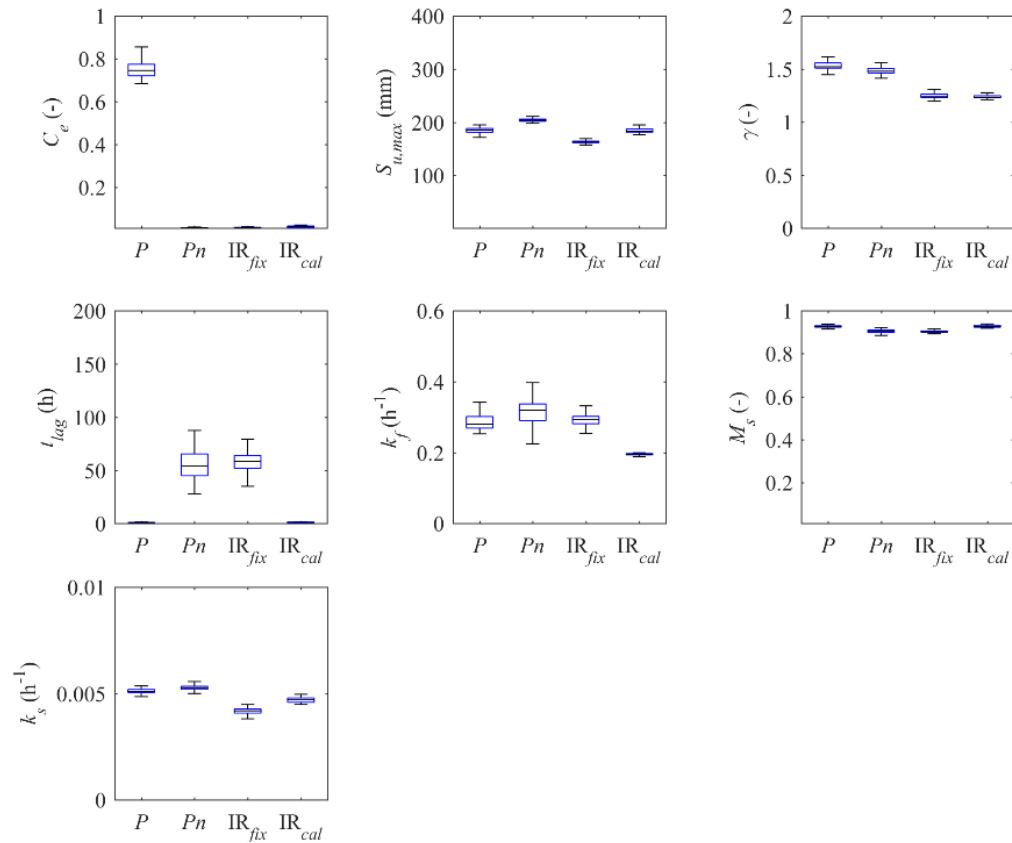 1
0.8
0.6
0.4
0.2
C_e (-)
P Pn IR_fix IR_cal
400
300
200
100
S_u,max (mm)
P Pn IR_fix IR_cal
2
1.5
1
0.5
0
γ (-)
P Pn IR_fix IR_cal
200
150
100
50
0
t_lag (h)
P Pn IR_fix IR_cal
0.6
0.4
0.2
0
k_f (h⁻¹)
P Pn IR_fix IR_cal
1
0.8
0.6
0.4
0.2
M_s (-)
P Pn IR_fix IR_cal
0.01
0.005
0
k_s (h⁻¹)
P Pn IR_fix IR_cal